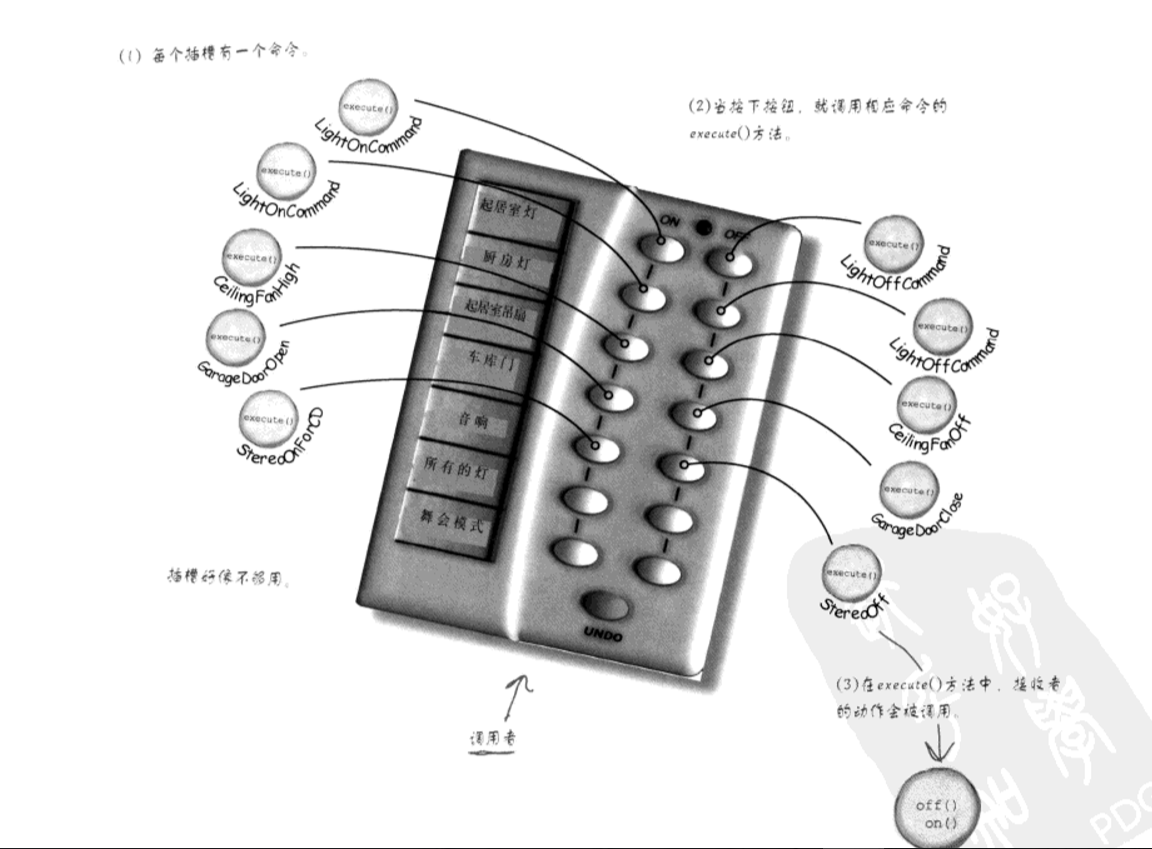 (1) 每个插槽有一个命令。
(2)当按下按钮，就调用相应命令的
execute()方法。
execute()
LightOnCommand
execute()
LightOnCommand
execute()
CeilingFanHigh
execute()
GarageDoorOpen
execute()
StereoOnForCD
起居室灯
厨房灯
起居室吊扇
车库门
音响
所有的灯
舞会模式
ON
OFF
UNDO
execute()
LightOffCommand
execute()
LightOffCommand
execute()
CeilingFanOff
execute()
GarageDoorClose
execute()
StereoOff
插槽好像不够用。
调用者
(3)在execute()方法中，接收者
的动作会被调用。
off()
on()
PDG